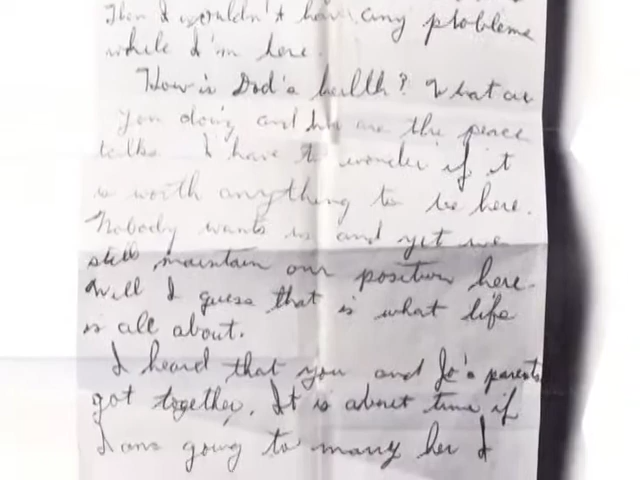 Then I wouldn't have any problems
while I'm here.
How is Dad's health? What are
you doing and how are the peace
talks. I have to wonder if it
is worth anything to be here.
Nobody wants us and yet we
still maintain our position here.
Well I guess that is what life
is all about.
I heard that you and Jo's parents
got together. It is about time if
I am going to marry her I